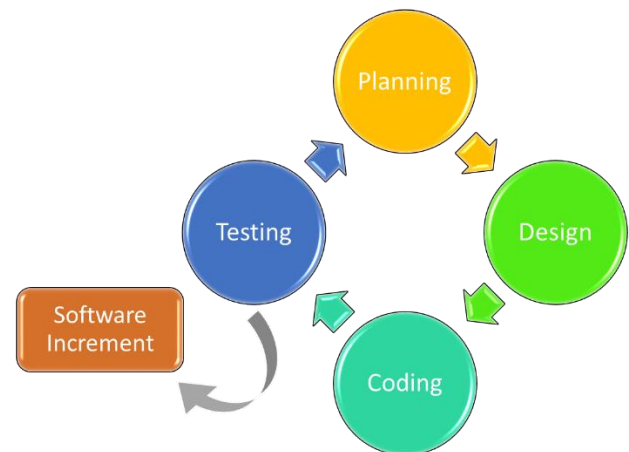 Planning
Testing
Design
Software
Increment
Coding